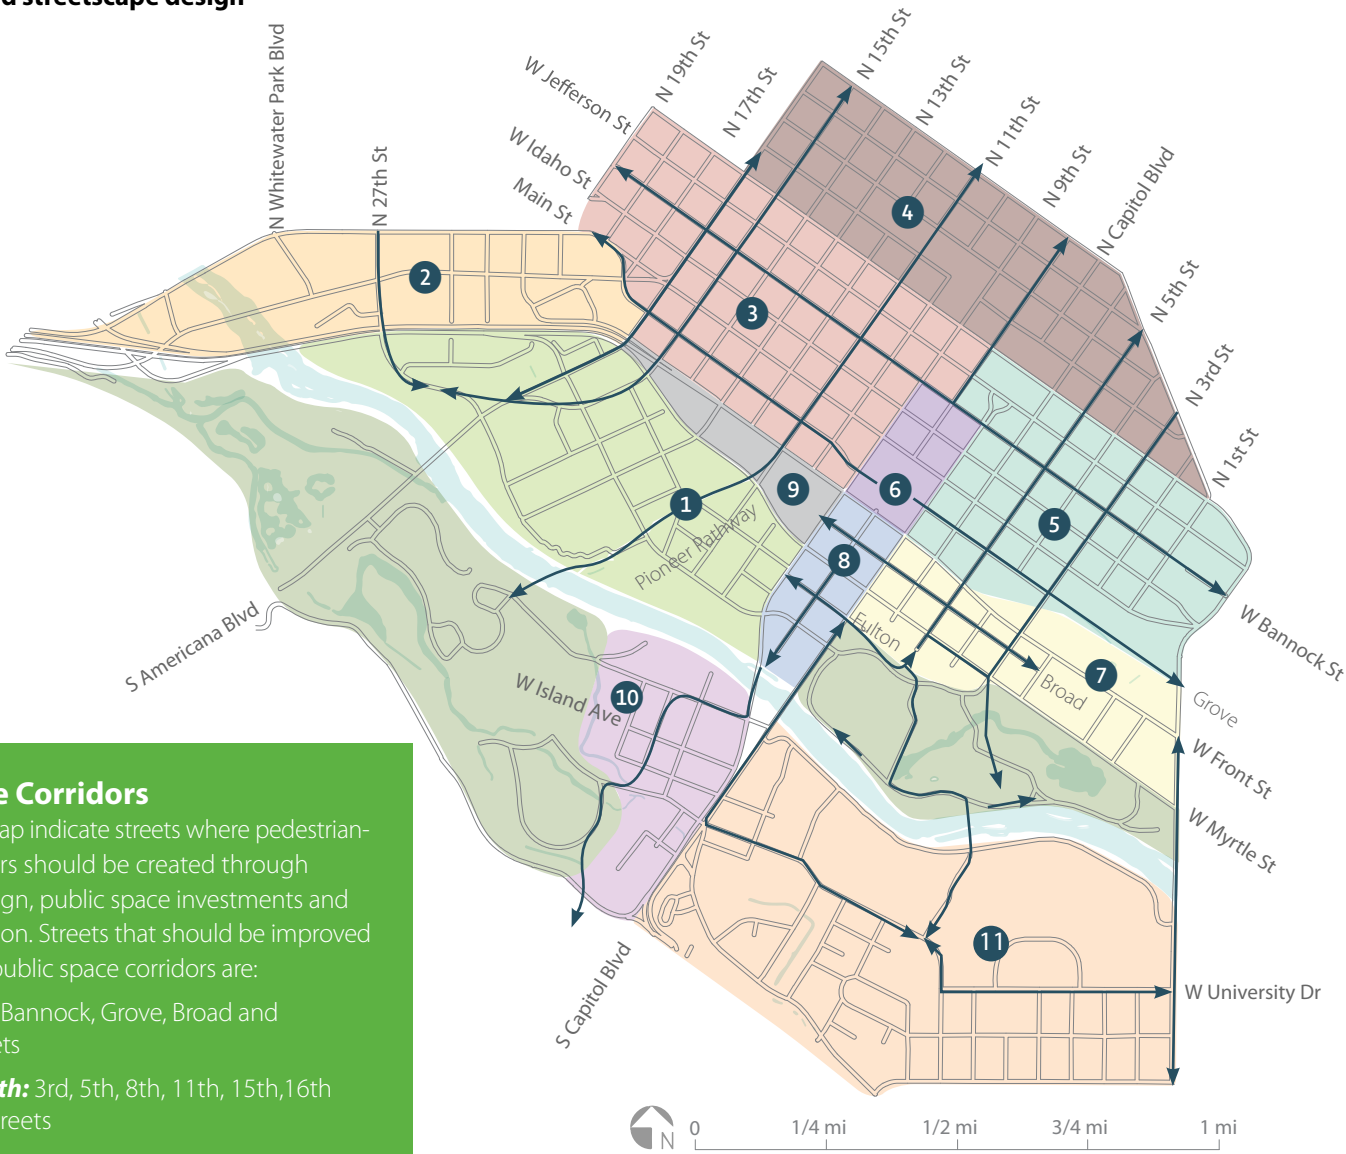 d streetscape design
N Whitewater Park Blvd
N 27th St
W Jefferson St
W Idaho St
Main St
N 19th St
N 17th St
N 15th St
N 13th St
N 11th St
N 9th St
N Capitol Blvd
N 5th St
N 3rd St
N 1st St
2
4
3
9
6
1
5
8
7
10
11
Pioneer Pathway
Fulton
Broad
Grove
W Bannock St
W Front St
W Myrtle St
W University Dr
S Americana Blvd
W Island Ave
S Capitol Blvd
e Corridors
ap indicate streets where pedestrian-
rs should be created through
ign, public space investments and
on. Streets that should be improved
public space corridors are:
Bannock, Grove, Broad and
ets
th: 3rd, 5th, 8th, 11th, 15th,16th
reets
N
0
1/4 mi
1/2 mi
3/4 mi
1 mi